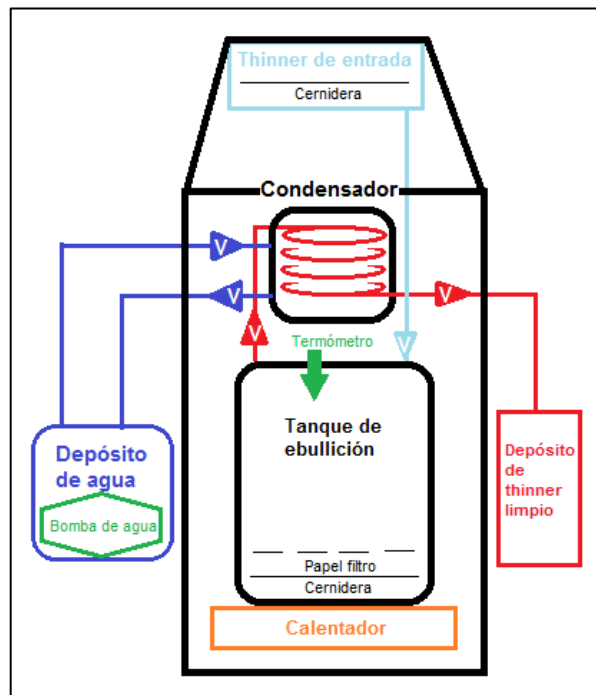 Thinner de entrada
Cernidera
Condensador
V
V
V
V
V
Termómetro
Tanque de
ebullición
Depósito
de agua
Bomba de agua
Depósito
de
thinner
limpio
Papel filtro
Cernidera
Calentador